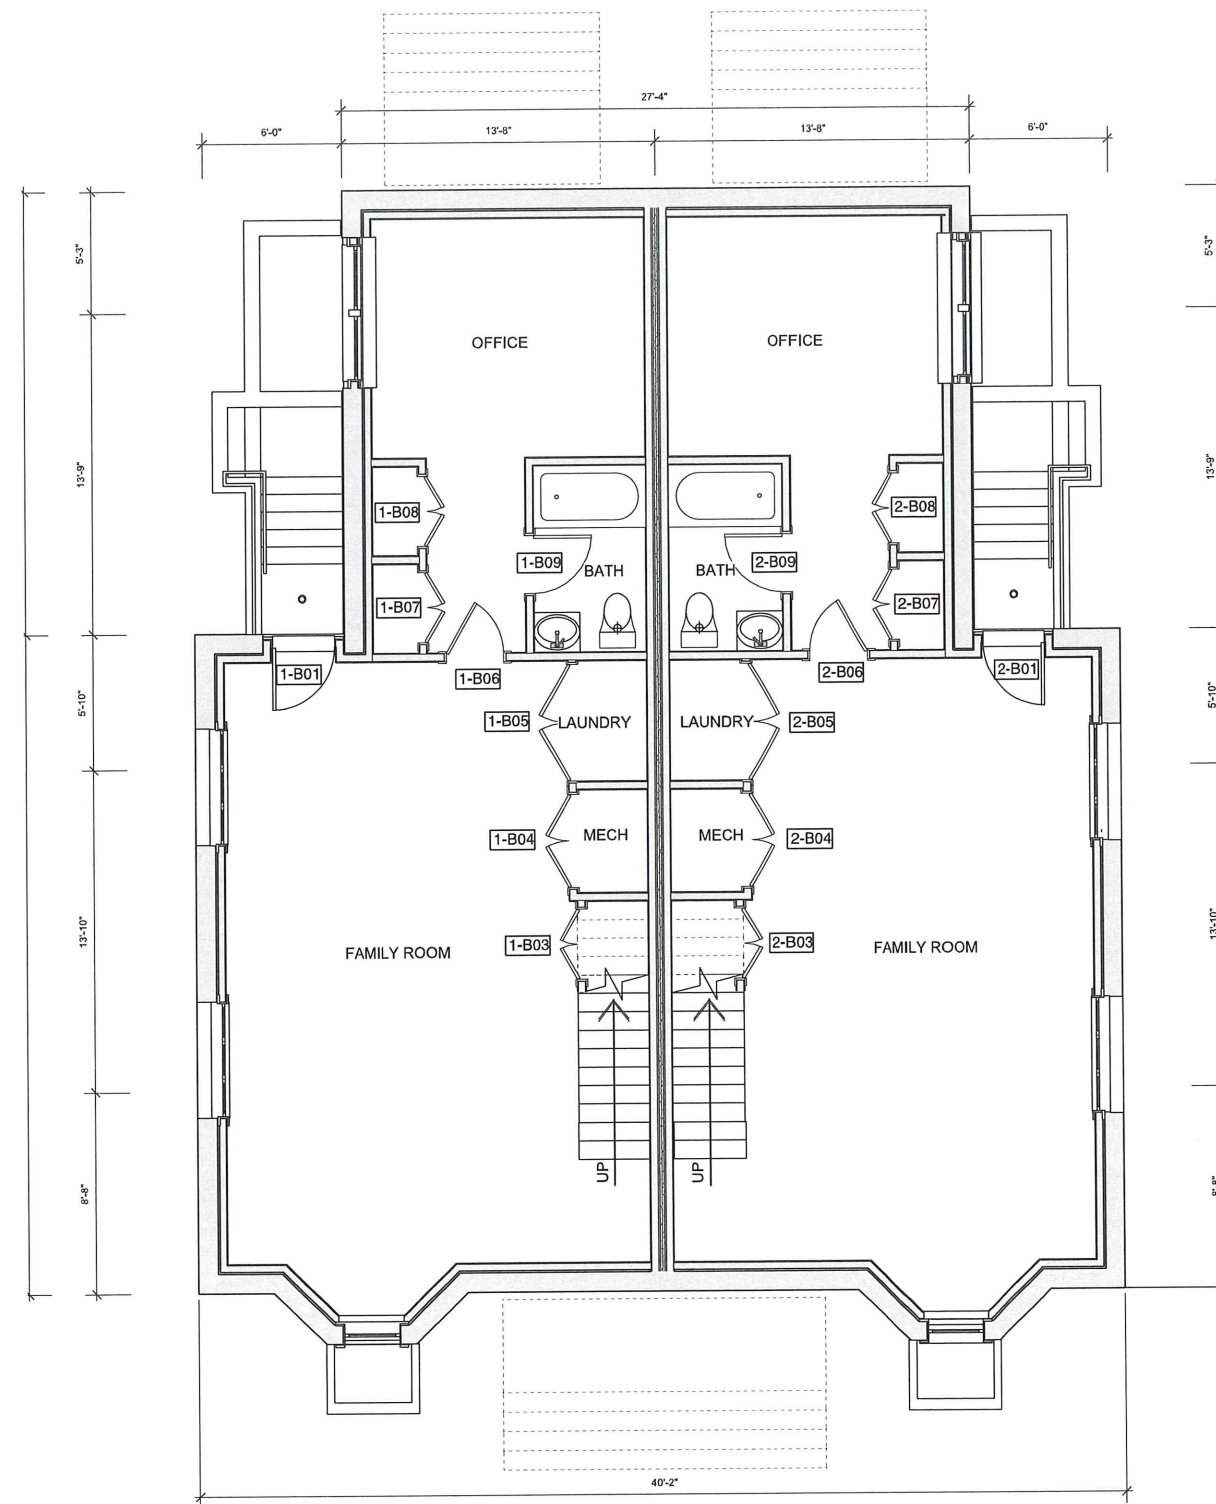 27'-4"
6'-0" 13'-8" 13'-8" 6'-0"
5'-3" 5'-3"
OFFICE OFFICE
13'-9" 13'-9"
1-B08 2-B08
1-B09 BATH BATH 2-B09
1-B07 2-B07
1-B01 1-B06 2-B06 2-B01
5'-10" 5'-10"
1-B05 LAUNDRY LAUNDRY 2-B05
1-B04 MECH MECH 2-B04
13'-10" 13'-10"
1-B03 2-B03
FAMILY ROOM FAMILY ROOM
UP UP
8'-8" 8'-8"
40'-2"